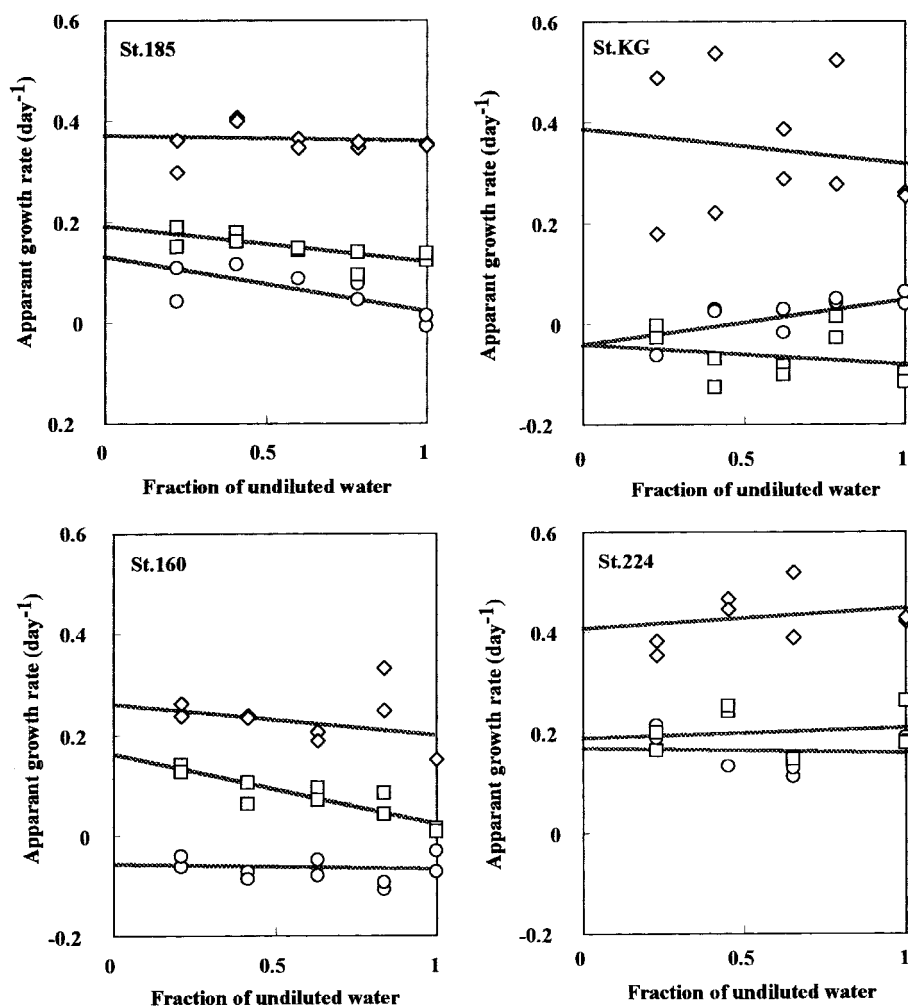 St.185
Apparant growth rate (day-1)
0.6
0.4
0.2
0
0.2
0
0.5
1
Fraction of undiluted water
St.KG
Apparant growth rate (day-1)
0.6
0.4
0.2
0
-0.2
0
0.5
1
Fraction of undiluted water
St.160
Apparant growth rate (day-1)
0.6
0.4
0.2
0
-0.2
0
0.5
1
Fraction of undiluted water
St.224
Apparant growth rate (day-1)
0.6
0.4
0.2
0
-0.2
0
0.5
1
Fraction of undiluted water